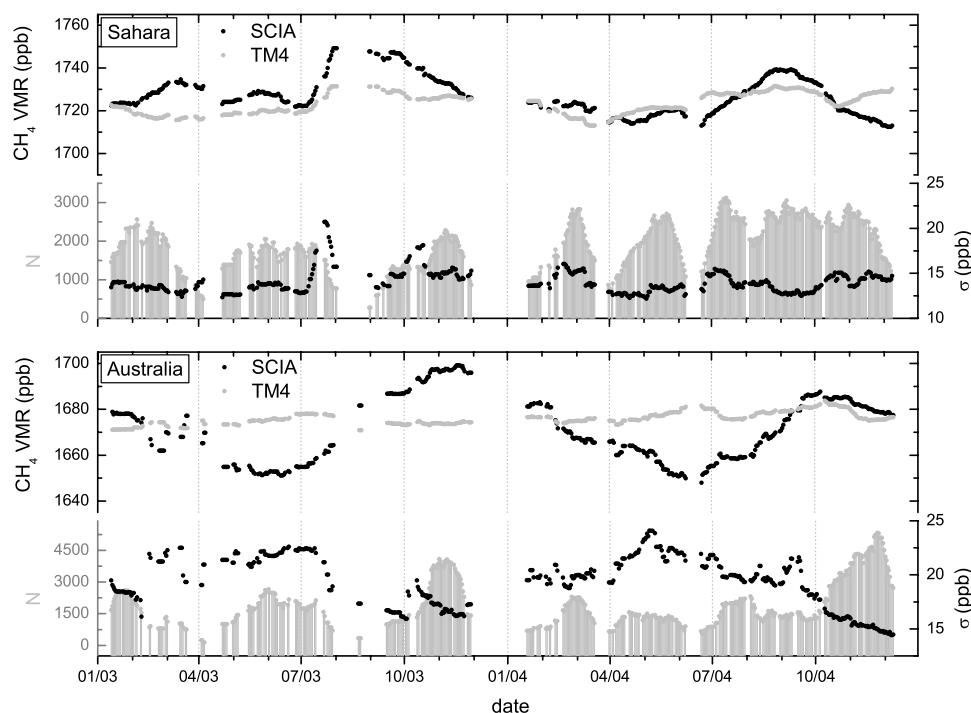 Sahara
SCIA
TM4
CH4 VMR (ppb)
1760
1740
1720
1700
N
3000
2000
1000
0
25
20
15
10
σ (ppb)
Australia
SCIA
TM4
CH4 VMR (ppb)
1700
1680
1660
1640
N
4500
3000
1500
0
25
20
15
σ (ppb)
01/03 04/03 07/03 10/03 01/04 04/04 07/04 10/04
date